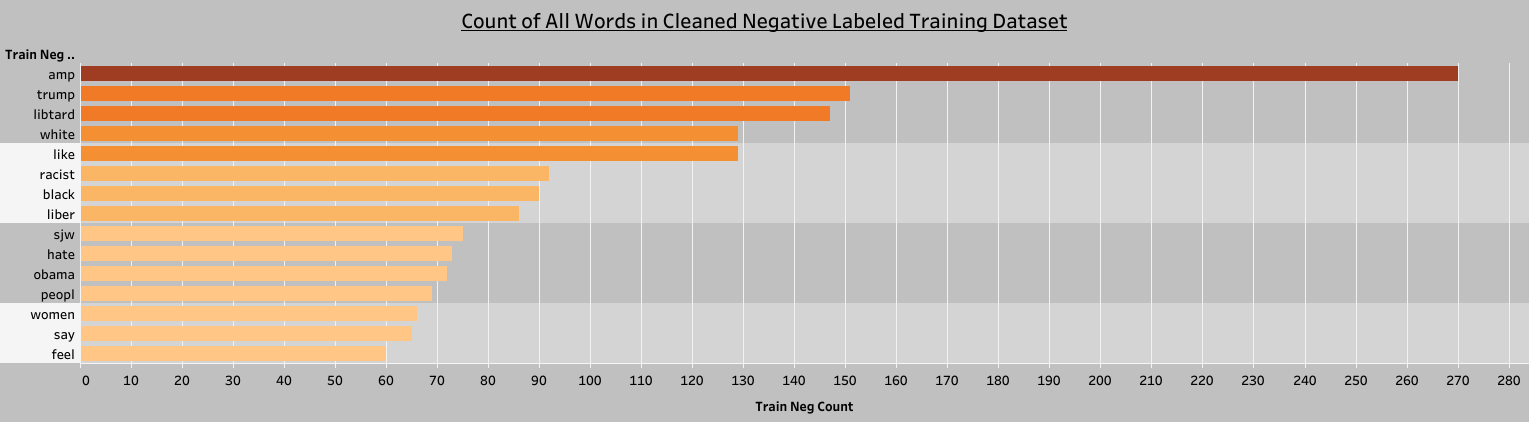 Count of All Words in Cleaned Negative Labeled Training Dataset
Train Neg ..
amp
trump
libtard
white
like
racist
black
liber
sjw
hate
obama
peopl
women
say
feel
0 10 20 30 40 50 60 70 80 90 100 110 120 130 140 150 160 170 180 190 200 210 220 230 240 250 260 270 280
Train Neg Count